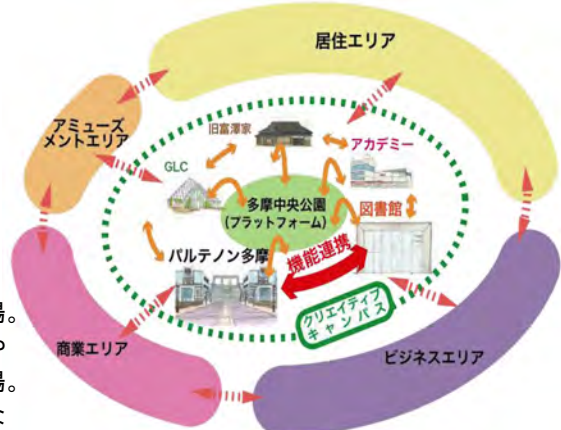 居住エリア
アミューズ
メントエリア
旧富澤家
アカデミー
GLC
多摩中央公園
(プラットフォーム)
図書館
パルテノン多摩
機能連携
クリエイティブ
キャンパス
商業エリア
ビジネスエリア
場。
場。